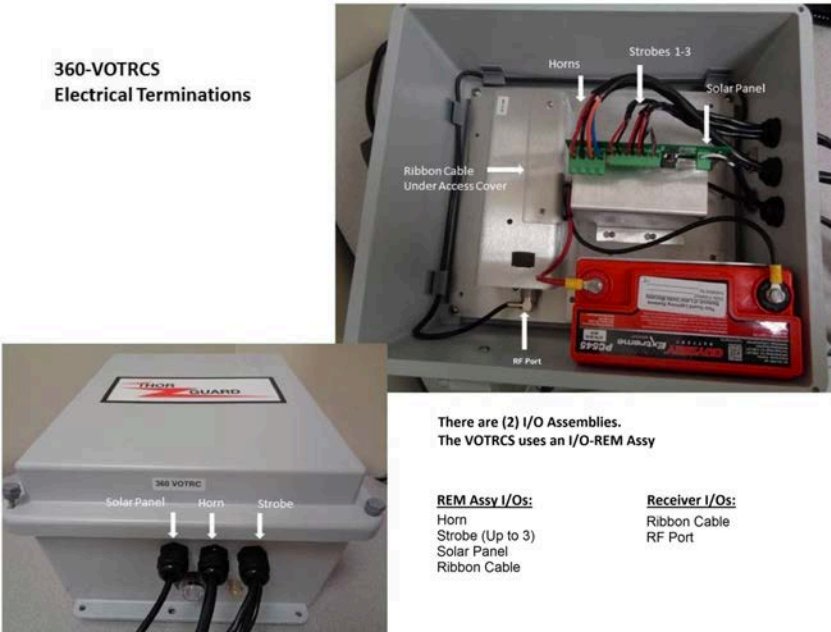 360-VOTRCS
Electrical Terminations
Horns
Strobes 1-3
Solar Panel
Ribbon Cable
Under Access Cover
RF Port
ODYSSEY
BATTERY
Extreme
PC545
THOR
GUARD
360 VOTRC
Solar Panel
Horn
Strobe
There are (2) I/O Assemblies.
The VOTRCS uses an I/O-REM Assy
REM Assy I/Os:
Horn
Strobe (Up to 3)
Solar Panel
Ribbon Cable
Receiver I/Os:
Ribbon Cable
RF Port